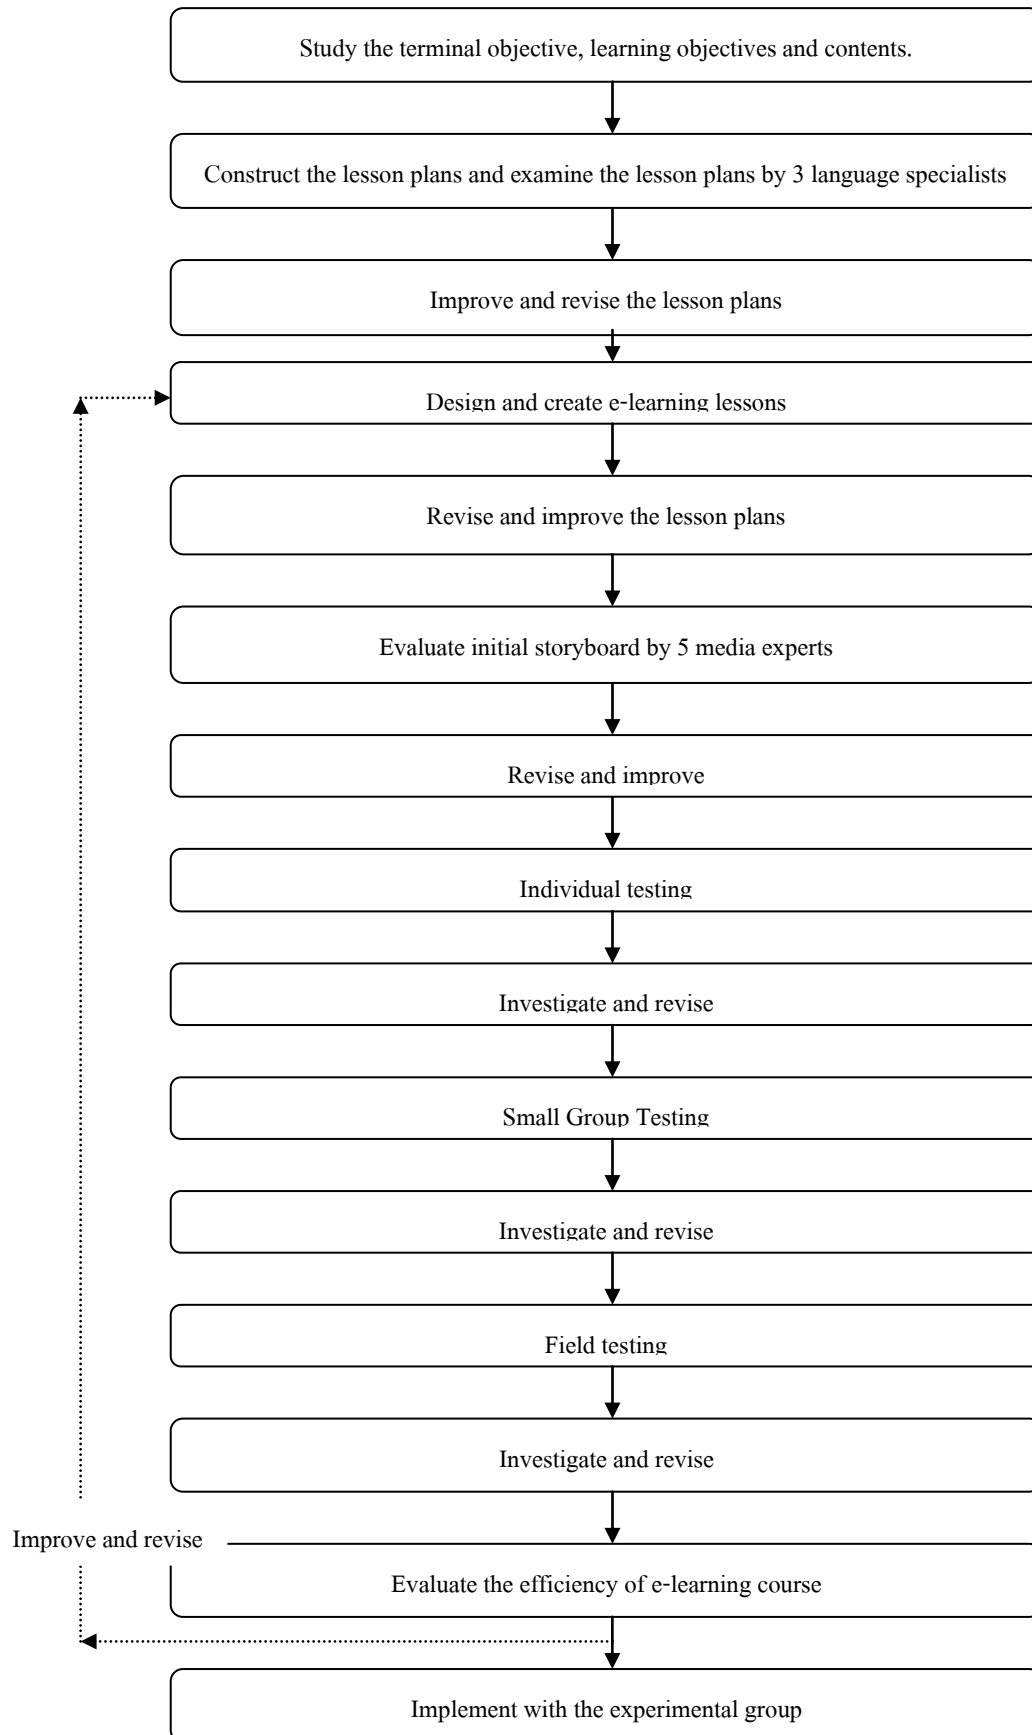 Study the terminal objective, learning objectives and contents.
Construct the lesson plans and examine the lesson plans by 3 language specialists
Improve and revise the lesson plans
Design and create e-learning lessons
Revise and improve the lesson plans
Evaluate initial storyboard by 5 media experts
Revise and improve
Individual testing
Investigate and revise
Small Group Testing
Investigate and revise
Field testing
Investigate and revise
Improve and revise
Evaluate the efficiency of e-learning course
Implement with the experimental group